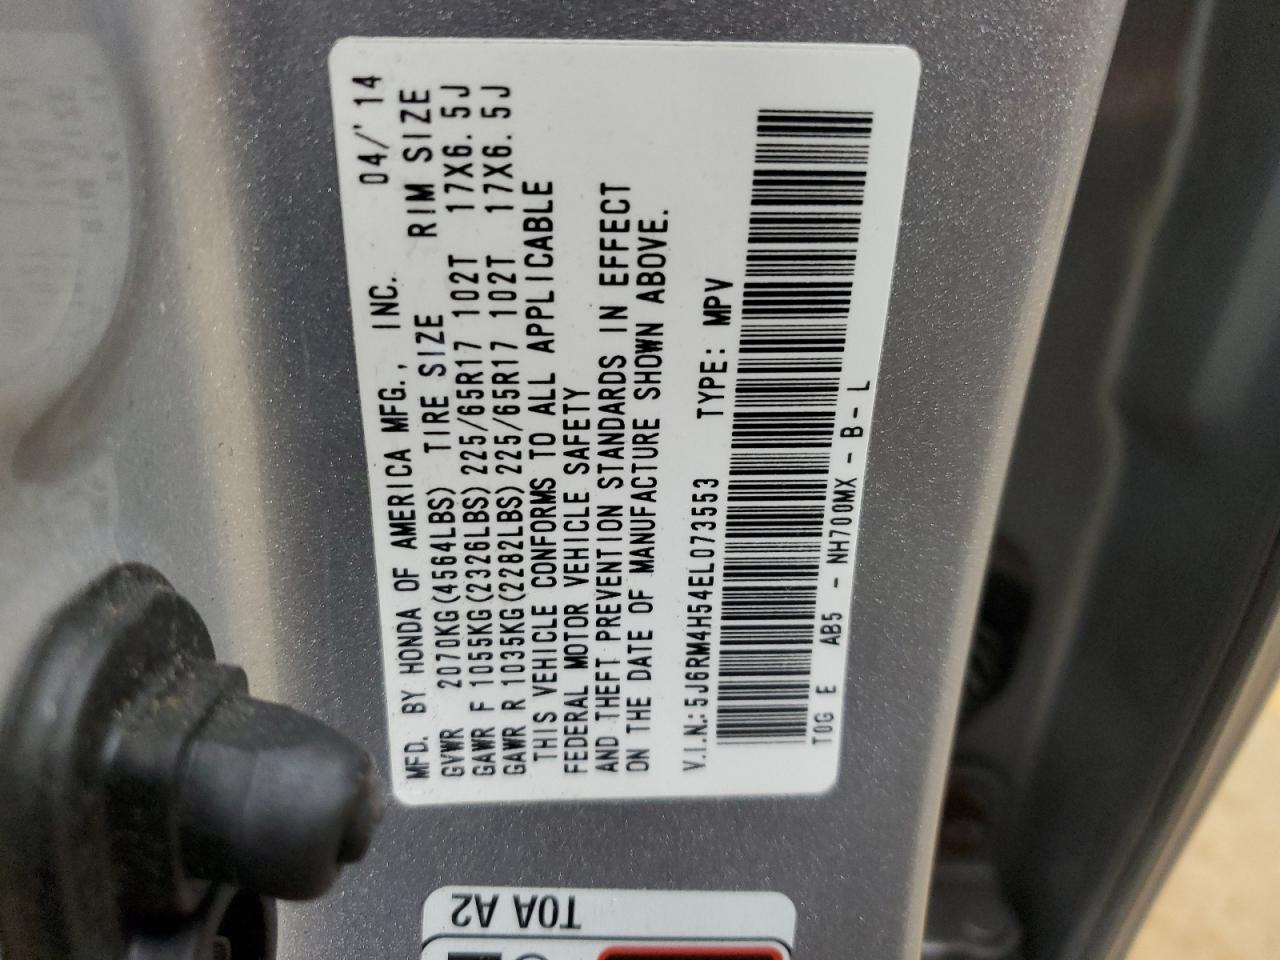 MFD. BY HONDA OF AMERICA MFG., INC. 04/'14
GVWR 2070KG(4564LBS) TIRE SIZE RIM SIZE
GAWR F 1055KG(2326LBS) 225/65R17 102T 17X6.5J
GAWR R 1035KG(2282LBS) 225/65R17 102T 17X6.5J
THIS VEHICLE CONFORMS TO ALL APPLICABLE
FEDERAL MOTOR VEHICLE SAFETY
AND THEFT PREVENTION STANDARDS IN EFFECT
ON THE DATE OF MANUFACTURE SHOWN ABOVE.
V.I.N.: 5J6RM4H54EL073553 TYPE: MPV
T0G E AB5 - NH700MX - B - L
T0A A2